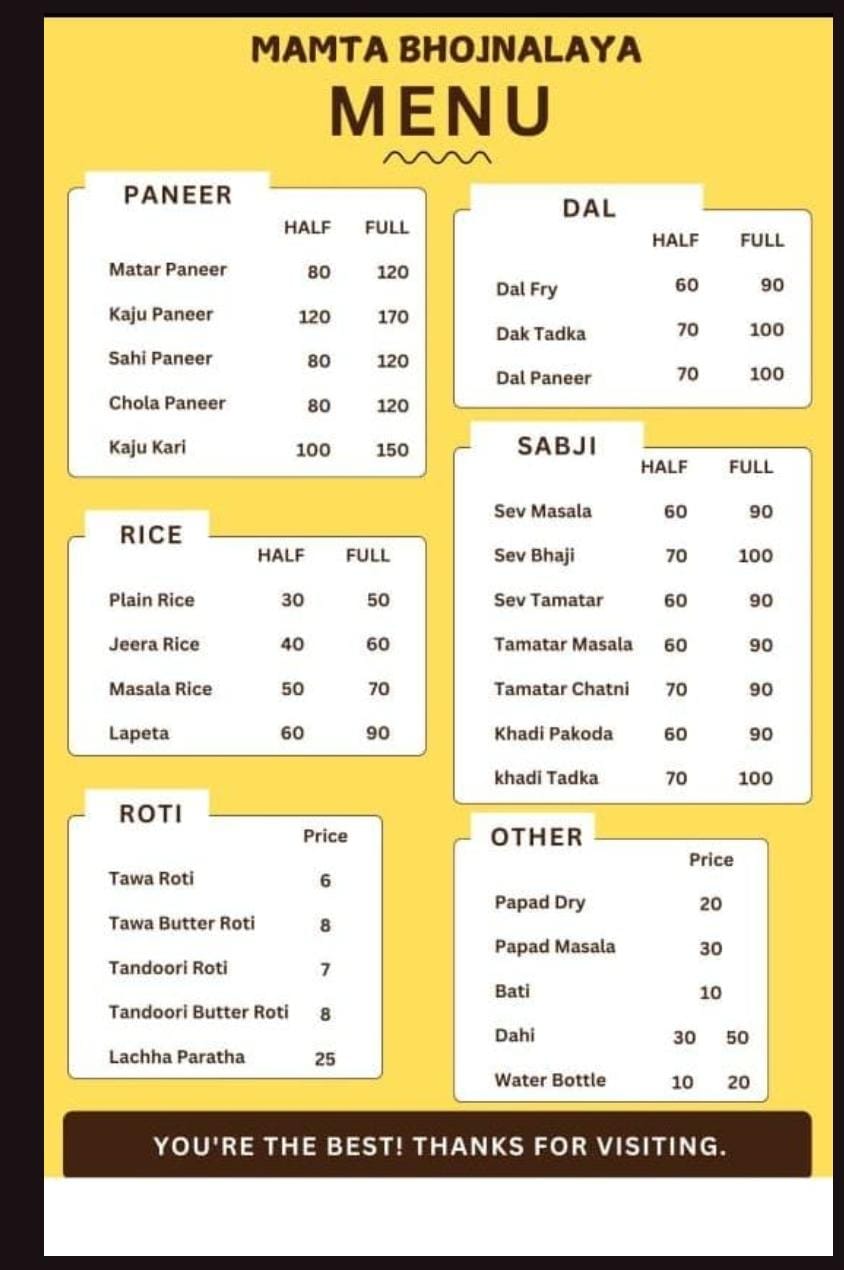 MAMTA BHOJNALAYA
MENU
PANEER
HALF FULL
Matar Paneer 80 120
Kaju Paneer 120 170
Sahi Paneer 80 120
Chola Paneer 80 120
Kaju Kari 100 150
RICE
HALF FULL
Plain Rice 30 50
Jeera Rice 40 60
Masala Rice 50 70
Lapeta 60 90
ROTI
Price
Tawa Roti 6
Tawa Butter Roti 8
Tandoori Roti 7
Tandoori Butter Roti 8
Lachha Paratha 25
DAL
HALF FULL
Dal Fry 60 90
Dak Tadka 70 100
Dal Paneer 70 100
SABJI
HALF FULL
Sev Masala 60 90
Sev Bhaji 70 100
Sev Tamatar 60 90
Tamatar Masala 60 90
Tamatar Chatni 70 90
Khadi Pakoda 60 90
khadi Tadka 70 100
OTHER
Price
Papad Dry 20
Papad Masala 30
Bati 10
Dahi 30 50
Water Bottle 10 20
YOU'RE THE BEST! THANKS FOR VISITING.